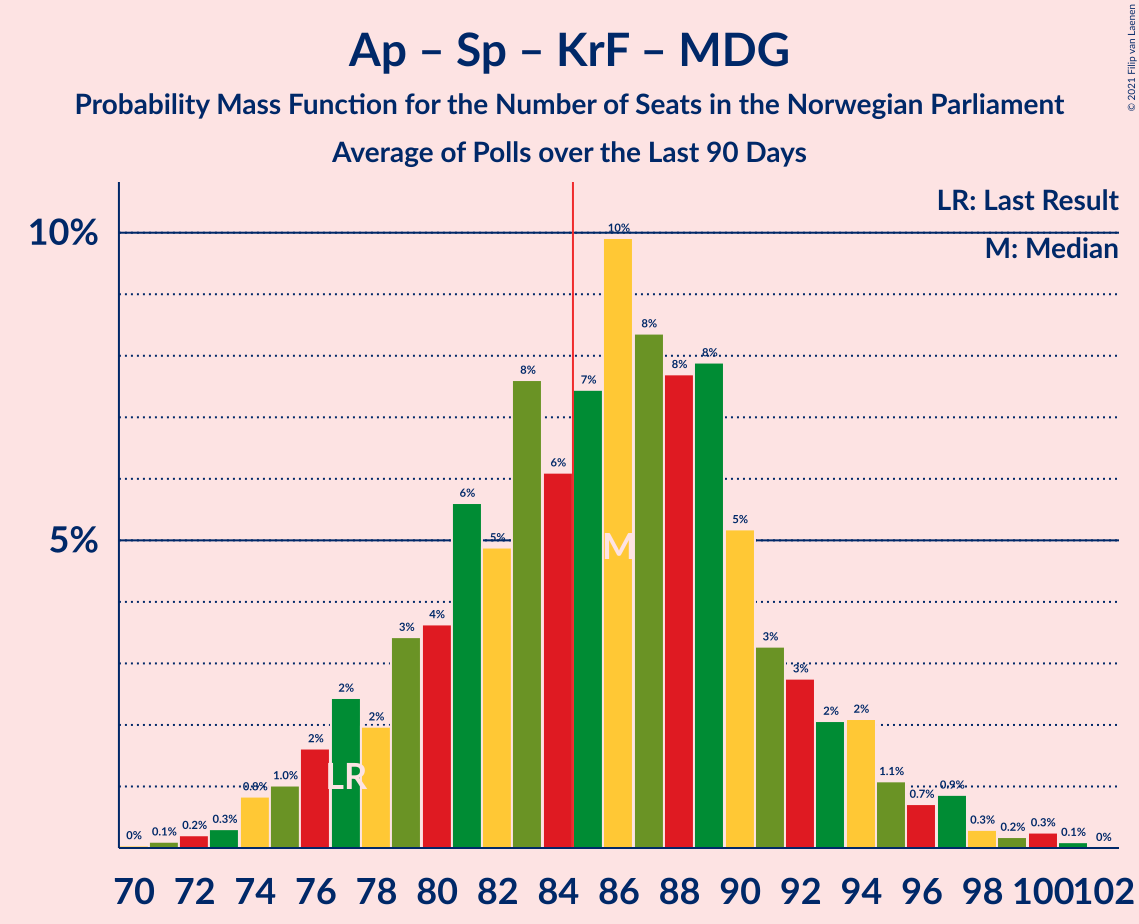 Ap – Sp – KrF – MDG
Probability Mass Function for the Number of Seats in the Norwegian Parliament
Average of Polls over the Last 90 Days
© 2021 Filip van Laenen
LR: Last Result
M: Median
10%
5%
0% 0.1% 0.2% 0.3% 0.8% 1.0% 2% 2% 2% 3% 4% 6% 5% 8% 6% 7% 10% 8% 8% 8% 5% 3% 3% 2% 2% 1.1% 0.7% 0.9% 0.3% 0.2% 0.3% 0.1% 0%
M
LR
70 72 74 76 78 80 82 84 86 88 90 92 94 96 98 100 102